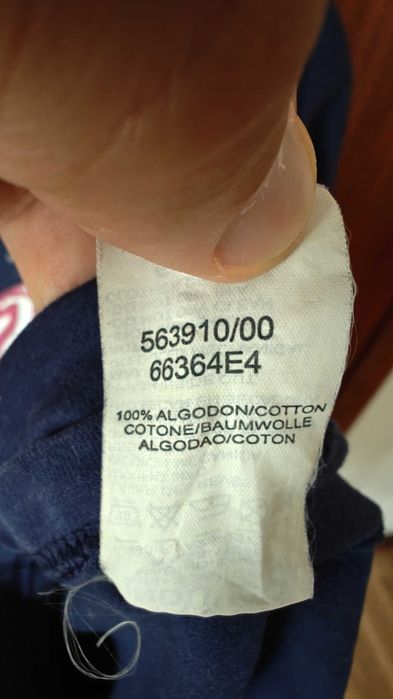 563910/00
66364E4
100% ALGODON/COTTON
COTONE/BAUMWOLLE
ALGODAO/COTON